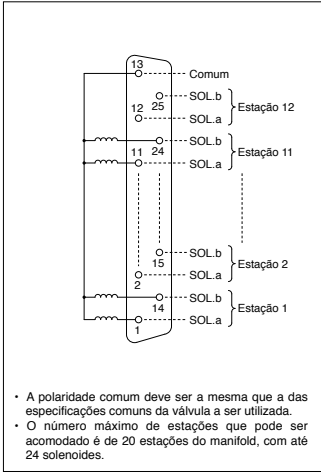 13
Comum
25
SOL.b
12
SOL.a
Estação 12
24
SOL.b
11
SOL.a
Estação 11
15
SOL.b
2
SOL.a
Estação 2
14
SOL.b
1
SOL.a
Estação 1
• A polaridade comum deve ser a mesma que a das
especificações comuns da válvula a ser utilizada.
• O número máximo de estações que pode ser
acomodado é de 20 estações do manifold, com até
24 solenoides.